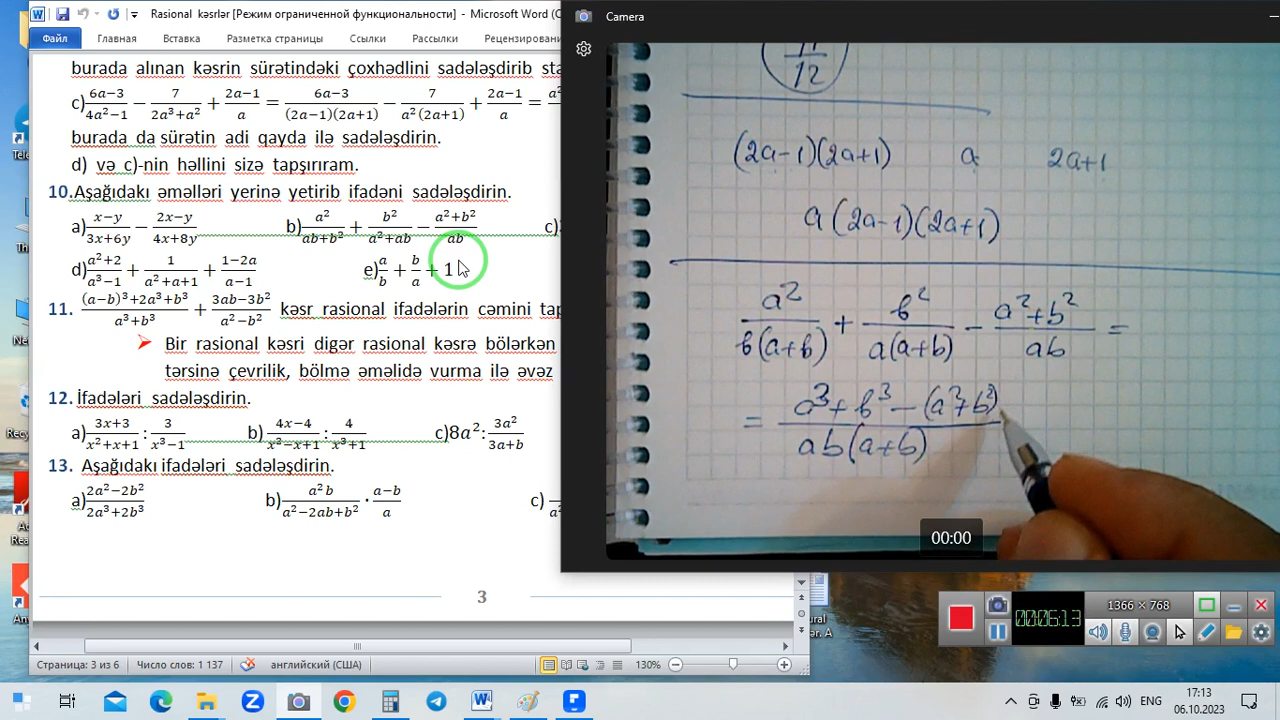 Rasional kəsrlər [Режим ограниченной функциональности] - Microsoft Word (С
Файл Главная Вставка Разметка страницы Ссылки Рассылки Рецензировани
burada alınan kəsrin sürətindəki çoxhədlini sadələşdirib sta
c) (6a−3)/(4a²−1) − 7/(2a³+a²) + (2a−1)/a = (6a−3)/((2a−1)(2a+1)) − 7/(a²(2a+1)) + (2a−1)/a =
burada da sürətin adi qayda ilə sadələşdirin.
d) və c)-nin həllini sizə tapşırıram.
10.Aşağıdakı əməlləri yerinə yetirib ifadəni sadələşdirin.
a) (x−y)/(3x+6y) − (2x−y)/(4x+8y) b) a²/(ab+b²) + b²/(a²+ab) − (a²+b²)/ab c)
d) (a²+2)/(a³−1) + 1/(a²+a+1) + (1−2a)/(a−1) e) a/b + b/a + 1
11. ((a−b)³+2a³+b³)/(a³+b³) + (3ab−3b²)/(a²−b²) kəsr rasional ifadələrin cəmini tap
➤ Bir rasional kəsri digər rasional kəsrə bölərkən
tərsinə çevrilik, bölmə əməlidə vurma ilə əvəz
12. İfadələri sadələşdirin.
a) (3x+3)/(x²+x+1) : 3/(x³−1) b) (4x−4)/(x²−x+1) : 4/(x³+1) c) 8a² : 3a²/(3a+b)
13. Aşağıdakı ifadələri sadələşdirin.
a) (2a²−2b²)/(2a³+2b³) b) a²b/(a²−2ab+b²) · (a−b)/a c)
3
Страница: 3 из 6 Число слов: 1 137 английский (США) 130%
Camera
11/12
(2a-1)(2a+1) a 2a+1
a(2a-1)(2a+1)
a²/(b(a+b)) + b²/(a(a+b)) - (a²+b²)/ab =
= (a³+b³-(a²+b²))/(ab(a+b))
00:00
1366 × 768
00:06:13
ENG
17:13
06.10.2023